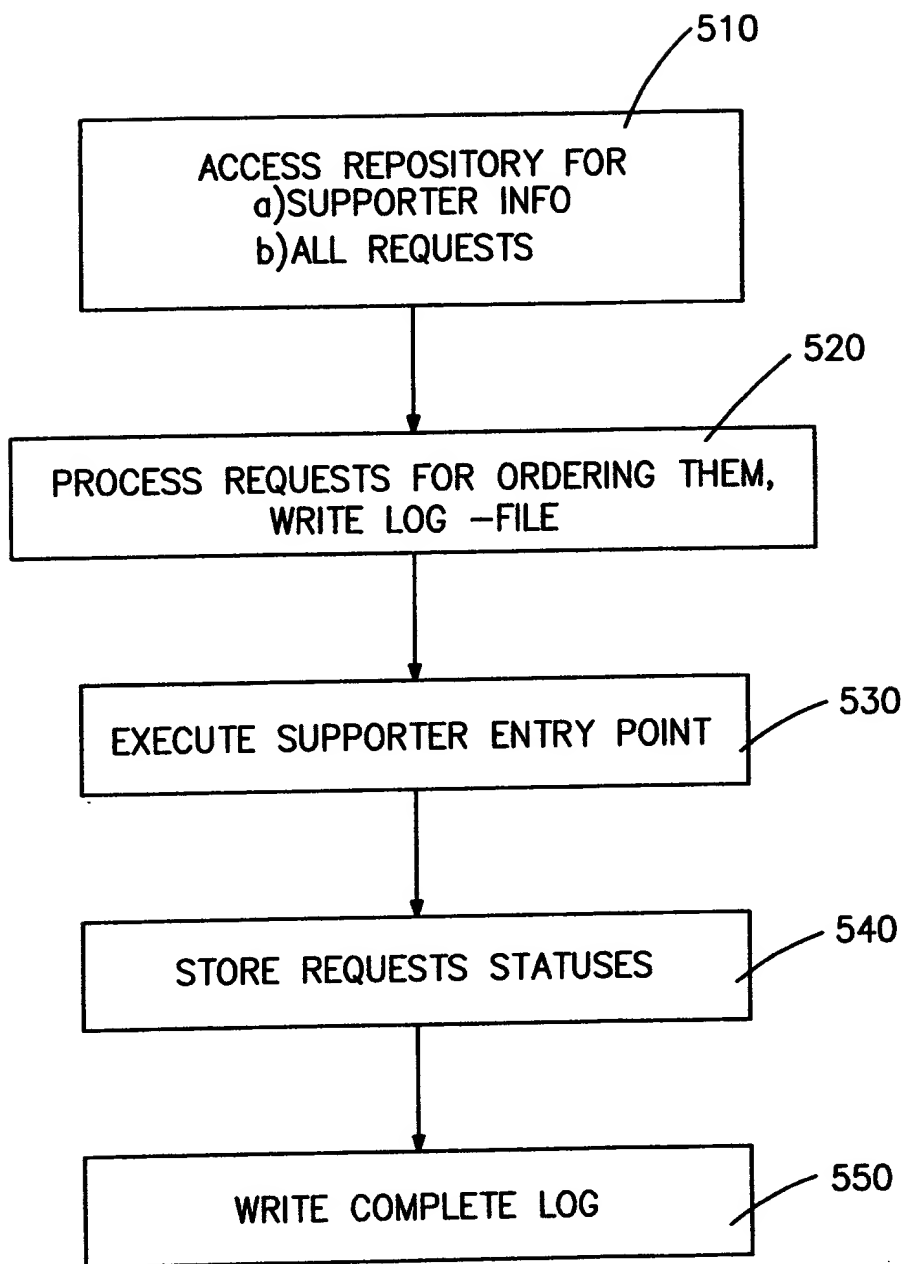 510
ACCESS REPOSITORY FOR
a)SUPPORTER INFO
b)ALL REQUESTS
520
PROCESS REQUESTS FOR ORDERING THEM,
WRITE LOG -FILE
530
EXECUTE SUPPORTER ENTRY POINT
540
STORE REQUESTS STATUSES
550
WRITE COMPLETE LOG